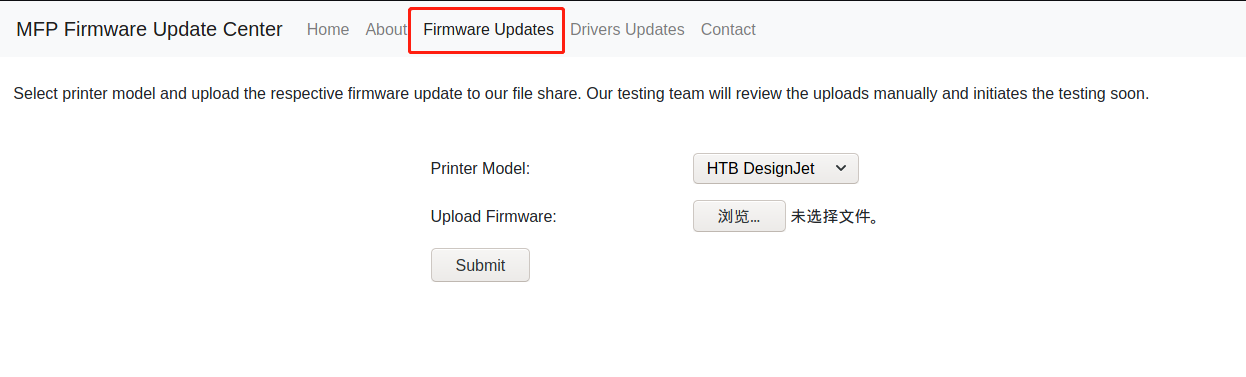 MFP Firmware Update Center Home About Firmware Updates Drivers Updates Contact
Select printer model and upload the respective firmware update to our file share. Our testing team will review the uploads manually and initiates the testing soon.
Printer Model: HTB DesignJet
Upload Firmware: 浏览... 未选择文件。
Submit